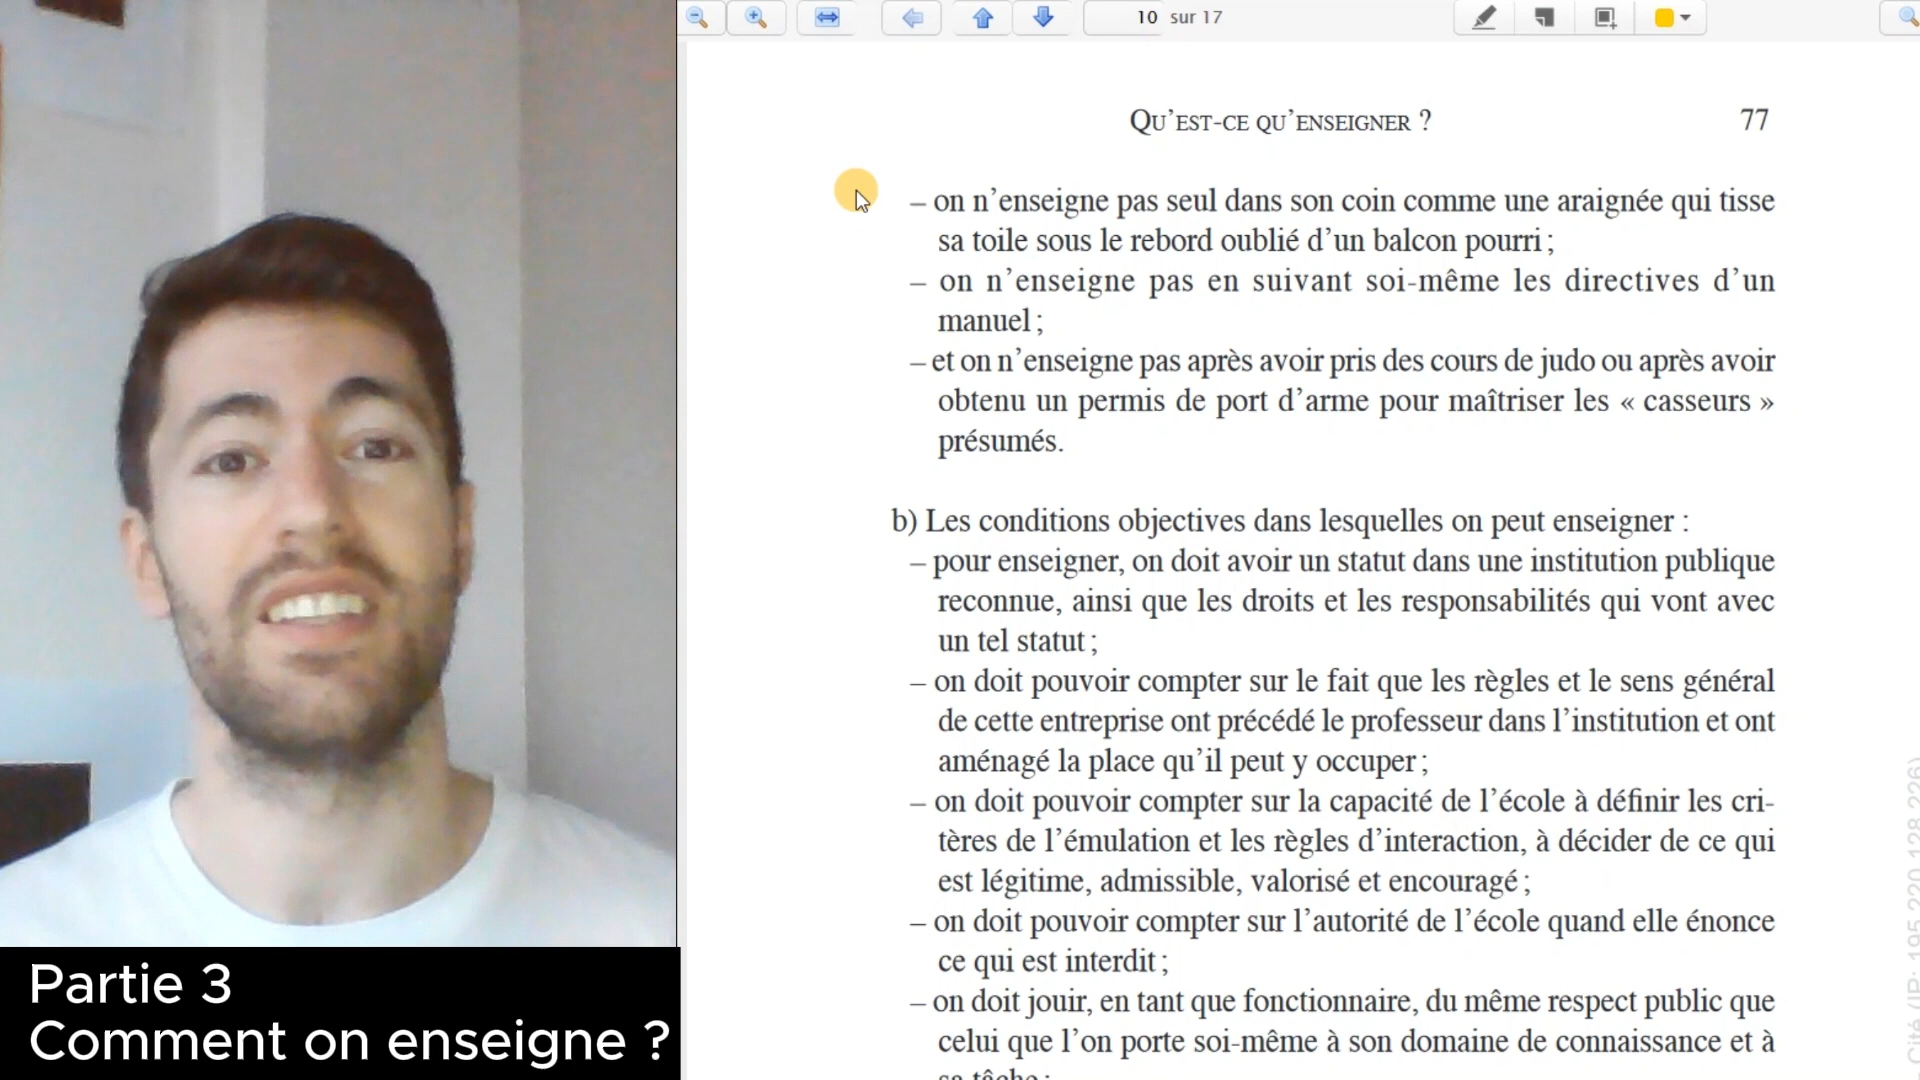 10 sur 17
QU’EST-CE QU’ENSEIGNER ? 77
– on n’enseigne pas seul dans son coin comme une araignée qui tisse
sa toile sous le rebord oublié d’un balcon pourri ;
– on n’enseigne pas en suivant soi-même les directives d’un
manuel ;
– et on n’enseigne pas après avoir pris des cours de judo ou après avoir
obtenu un permis de port d’arme pour maîtriser les « casseurs »
présumés.
b) Les conditions objectives dans lesquelles on peut enseigner :
– pour enseigner, on doit avoir un statut dans une institution publique
reconnue, ainsi que les droits et les responsabilités qui vont avec
un tel statut ;
– on doit pouvoir compter sur le fait que les règles et le sens général
de cette entreprise ont précédé le professeur dans l’institution et ont
aménagé la place qu’il peut y occuper ;
– on doit pouvoir compter sur la capacité de l’école à définir les cri-
tères de l’émulation et les règles d’interaction, à décider de ce qui
est légitime, admissible, valorisé et encouragé ;
– on doit pouvoir compter sur l’autorité de l’école quand elle énonce
ce qui est interdit ;
– on doit jouir, en tant que fonctionnaire, du même respect public que
celui que l’on porte soi-même à son domaine de connaissance et à
sa tâche ;
Cité (IP: 195.220.128.226)
Partie 3
Comment on enseigne ?